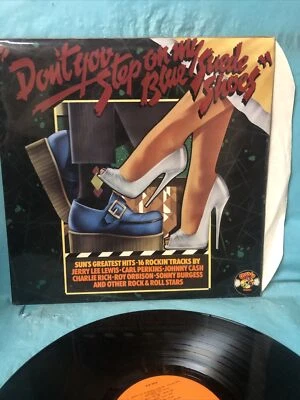 "Don't you
Step on my
Blue Suede
Shoes"
SUN'S GREATEST HITS - 16 ROCKIN' TRACKS BY
JERRY LEE LEWIS - CARL PERKINS - JOHNNY CASH
CHARLIE RICH - ROY ORBISON - SONNY BURGESS
AND OTHER ROCK & ROLL STARS